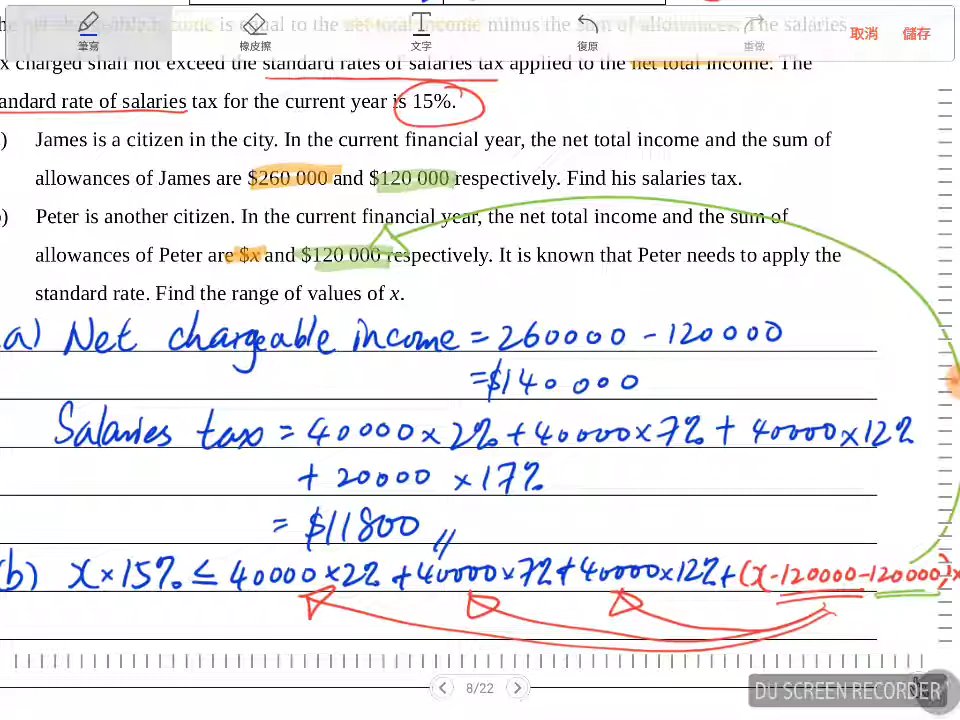 筆寫 橡皮擦 文字 復原 重做 取消 儲存
income is equal to the net total income minus the sum of allowances. The salaries
x charged shall not exceed the standard rates of salaries tax applied to the net total income. The
andard rate of salaries tax for the current year is 15%.
) James is a citizen in the city. In the current financial year, the net total income and the sum of
allowances of James are $260 000 and $120 000 respectively. Find his salaries tax.
) Peter is another citizen. In the current financial year, the net total income and the sum of
allowances of Peter are $x and $120 000 respectively. It is known that Peter needs to apply the
standard rate. Find the range of values of x.
a) Net chargeable income = 260000 - 120000
= $140000
Salaries tax = 40000 × 2% + 40000 × 7% + 40000 × 12%
+ 20000 × 17%
= $11800 //
(b) x × 15% ≤ 40000 × 2% + 40000 × 7% + 40000 × 12% + (x - 120000 - 120000) ×
8/22
DU SCREEN RECORDER